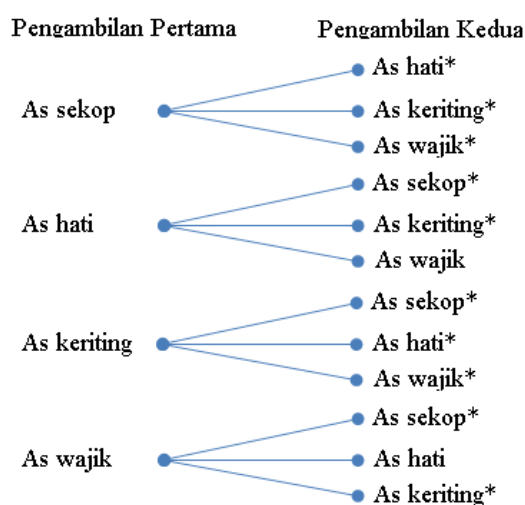 Pengambilan Pertama
Pengambilan Kedua
As sekop
As hati*
As keriting*
As wajik*
As hati
As sekop*
As keriting*
As wajik
As keriting
As sekop*
As hati*
As wajik*
As wajik
As sekop*
As hati
As keriting*